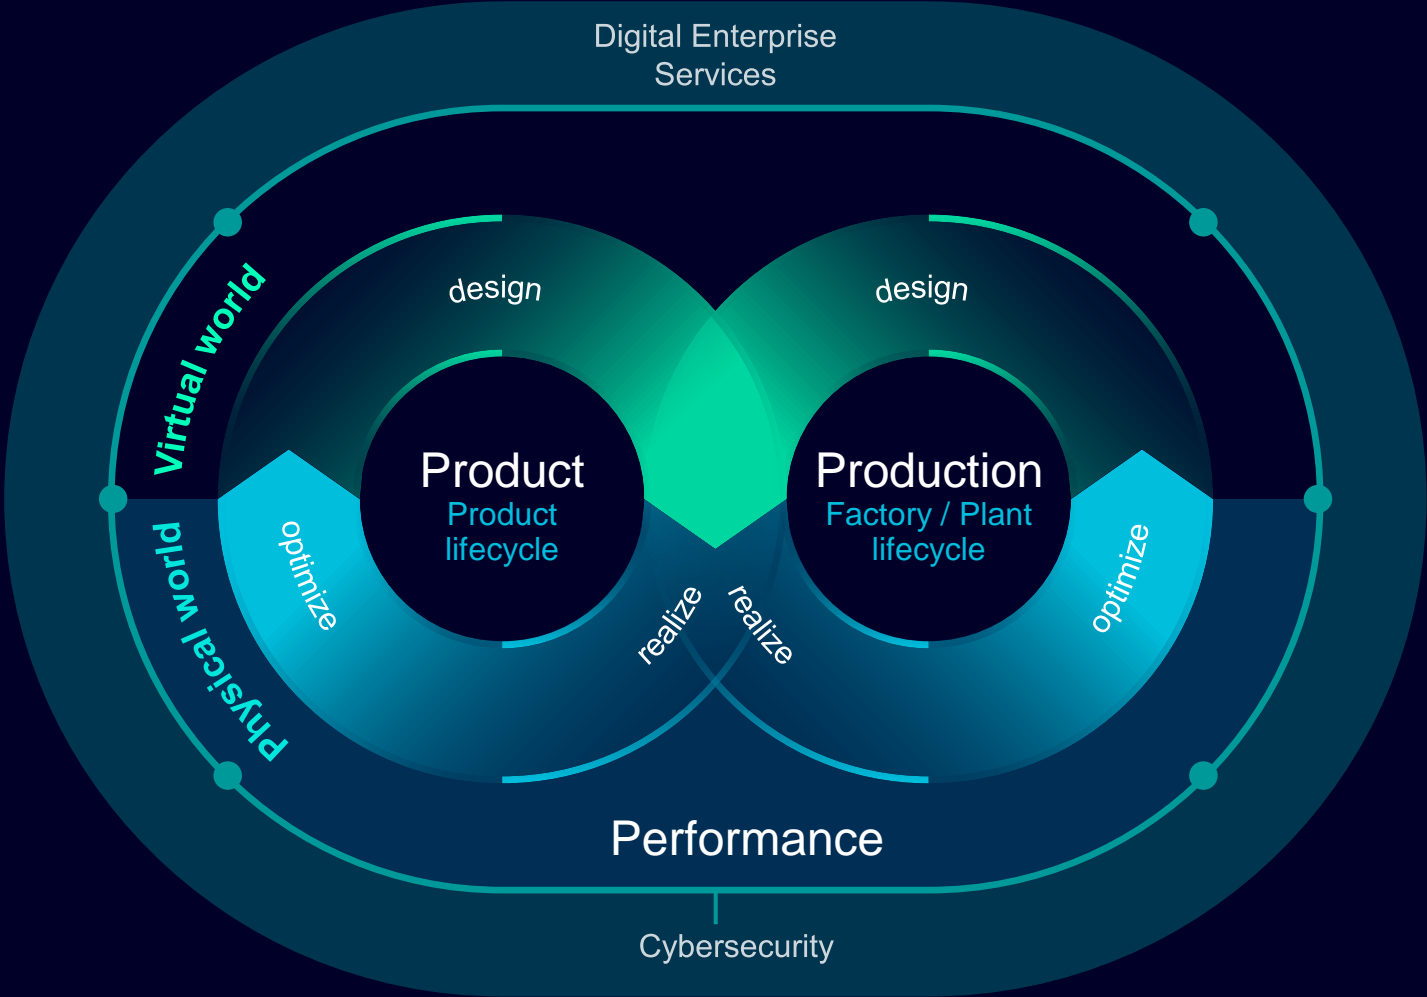 Digital Enterprise
Services
Virtual world
Physical world
design
design
Product
Product
lifecycle
Production
Factory / Plant
lifecycle
optimize
realize
realize
optimize
Performance
Cybersecurity